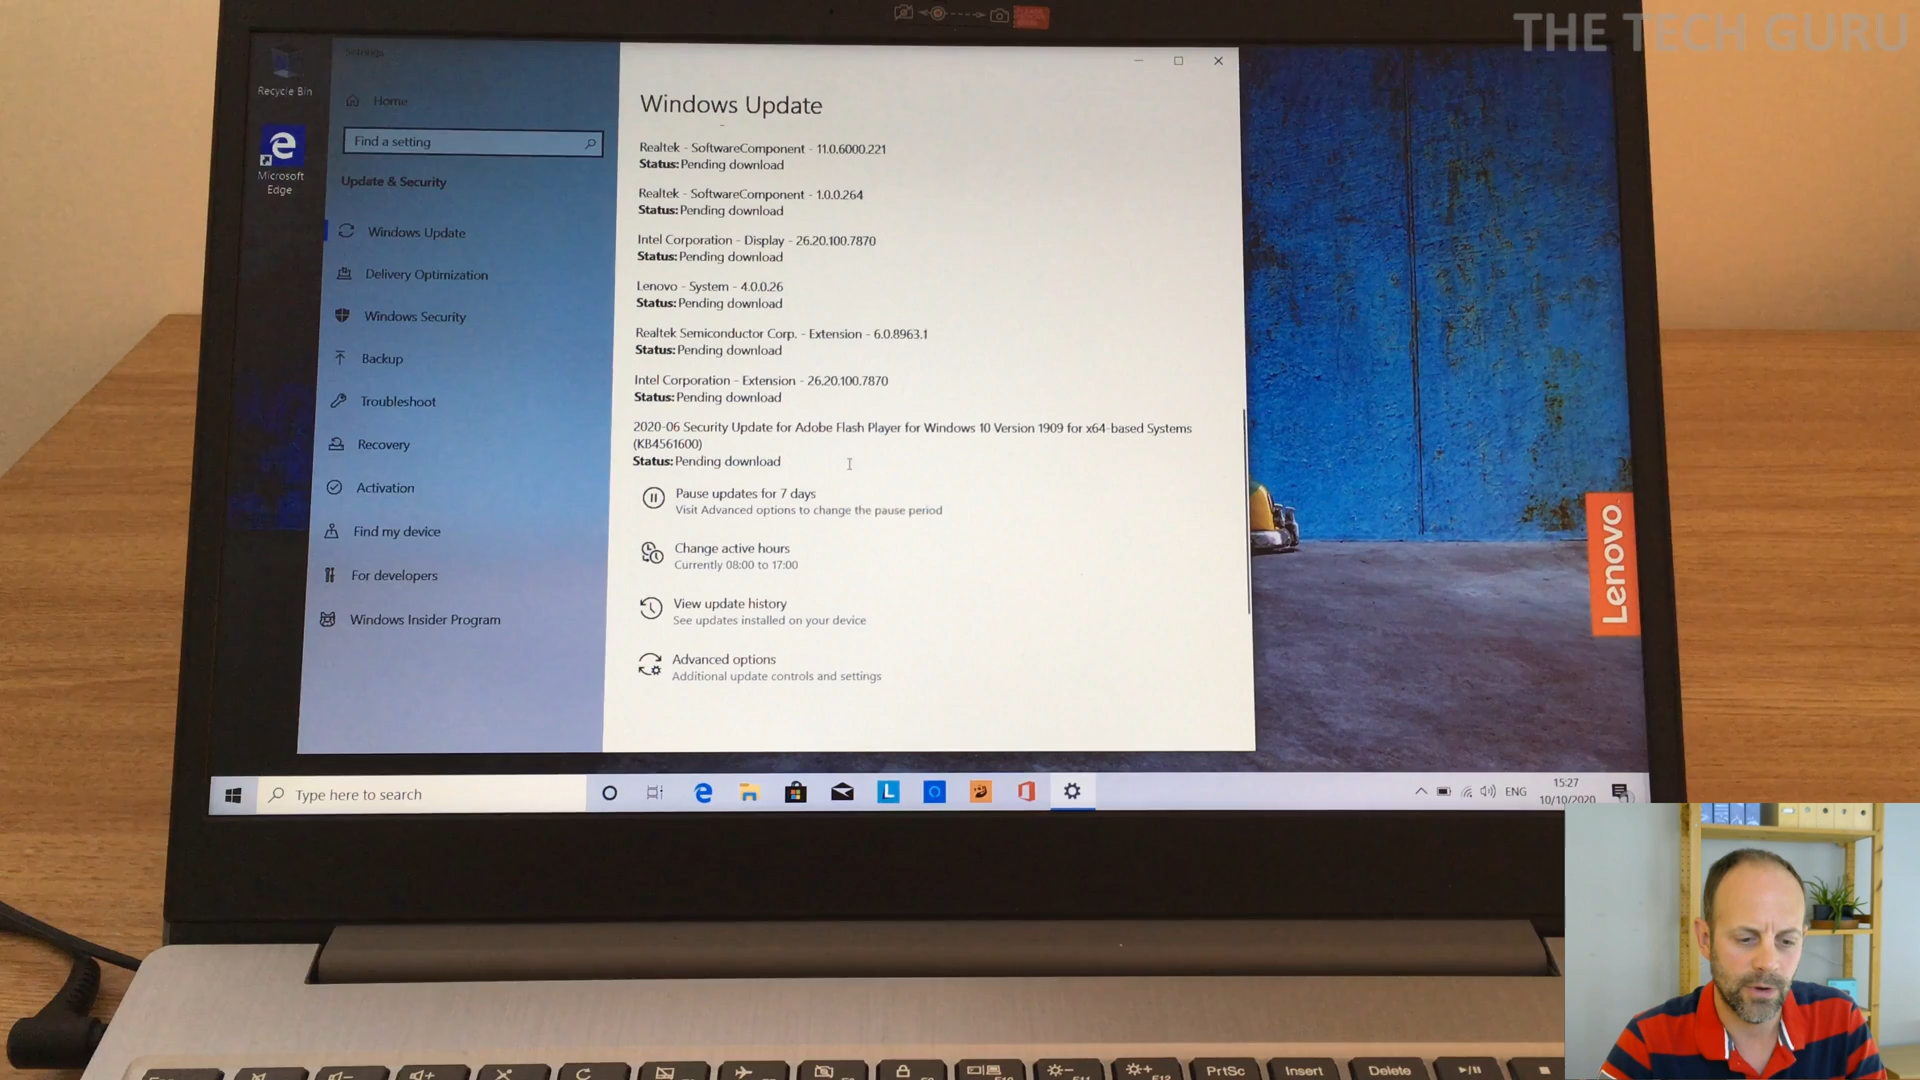 THE TECH GURU
Recycle Bin
Microsoft
Edge
Settings
Home
Find a setting
Update & Security
Windows Update
Delivery Optimization
Windows Security
Backup
Troubleshoot
Recovery
Activation
Find my device
For developers
Windows Insider Program
Windows Update
Realtek - SoftwareComponent - 11.0.6000.221
Status: Pending download
Realtek - SoftwareComponent - 1.0.0.264
Status: Pending download
Intel Corporation - Display - 26.20.100.7870
Status: Pending download
Lenovo - System - 4.0.0.26
Status: Pending download
Realtek Semiconductor Corp. - Extension - 6.0.8963.1
Status: Pending download
Intel Corporation - Extension - 26.20.100.7870
Status: Pending download
2020-06 Security Update for Adobe Flash Player for Windows 10 Version 1909 for x64-based Systems
(KB4561600)
Status: Pending download
Pause updates for 7 days
Visit Advanced options to change the pause period
Change active hours
Currently 08:00 to 17:00
View update history
See updates installed on your device
Advanced options
Additional update controls and settings
Lenovo
Type here to search
L
ENG
15:27
10/10/2020
F11
F12
PrtSc
Insert
Delete